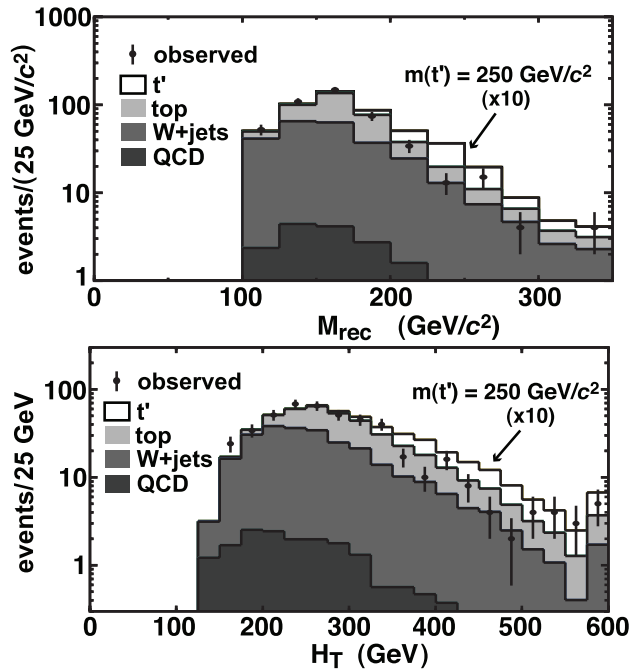 1000
100
10
1
events/(25 GeV/c²)
observed
t'
top
W+jets
QCD
m(t') = 250 GeV/c²
(x10)
0 100 200 300
M_rec (GeV/c²)
100
10
1
events/25 GeV
observed
t'
top
W+jets
QCD
m(t') = 250 GeV/c²
(x10)
0 100 200 300 400 500 600
H_T (GeV)